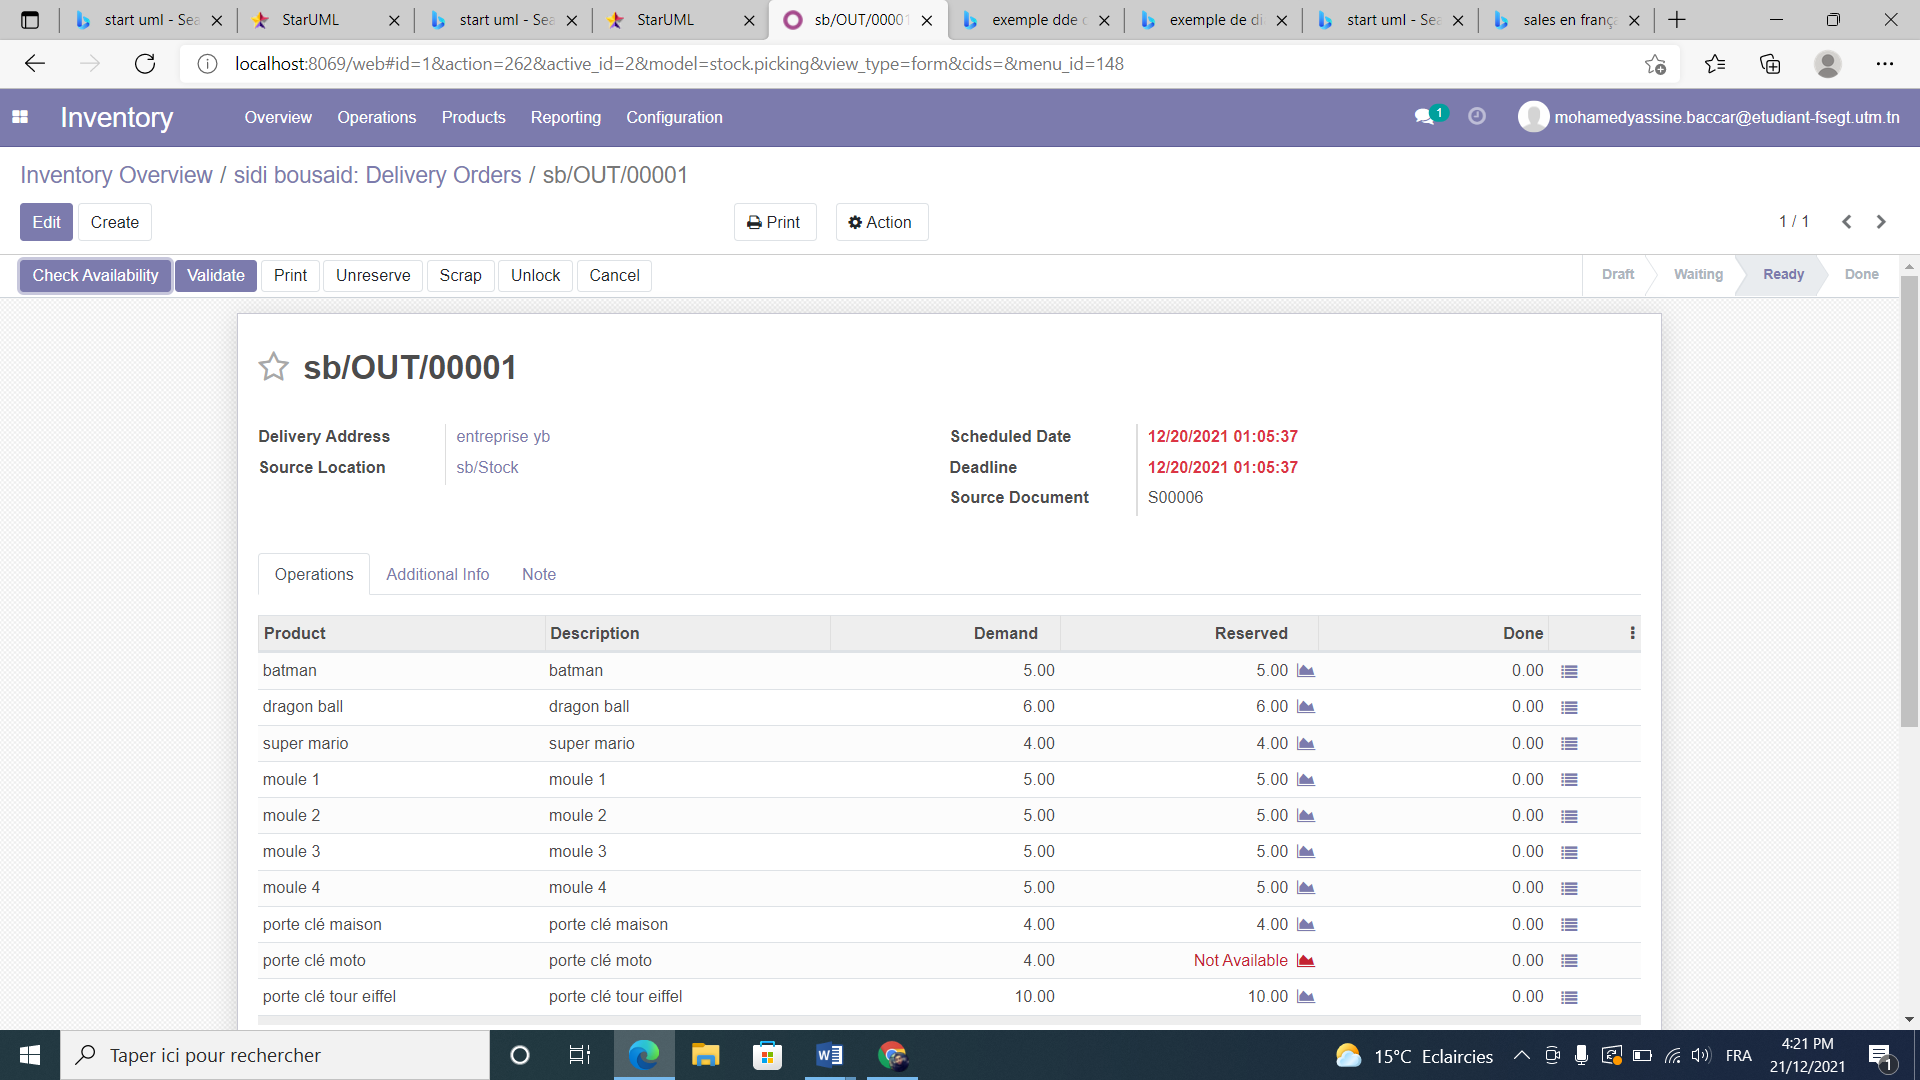 start uml - Sea
StarUML
start uml - Sea
StarUML
sb/OUT/00001
exemple dde c
exemple de di
start uml - Sea
sales en frança
localhost:8069/web#id=1&action=262&active_id=2&model=stock.picking&view_type=form&cids=&menu_id=148
Inventory Overview Operations Products Reporting Configuration 1 mohamedyassine.baccar@etudiant-fsegt.utm.tn
Inventory Overview / sidi bousaid: Delivery Orders / sb/OUT/00001
Edit Create Print Action 1 / 1
Check Availability Validate Print Unreserve Scrap Unlock Cancel Draft Waiting Ready Done
sb/OUT/00001
Delivery Address entreprise yb
Source Location sb/Stock
Scheduled Date 12/20/2021 01:05:37
Deadline 12/20/2021 01:05:37
Source Document S00006
Operations Additional Info Note
Product Description Demand Reserved Done
batman batman 5.00 5.00 0.00
dragon ball dragon ball 6.00 6.00 0.00
super mario super mario 4.00 4.00 0.00
moule 1 moule 1 5.00 5.00 0.00
moule 2 moule 2 5.00 5.00 0.00
moule 3 moule 3 5.00 5.00 0.00
moule 4 moule 4 5.00 5.00 0.00
porte clé maison porte clé maison 4.00 4.00 0.00
porte clé moto porte clé moto 4.00 Not Available 0.00
porte clé tour eiffel porte clé tour eiffel 10.00 10.00 0.00
Taper ici pour rechercher 15°C Eclaircies FRA 4:21 PM
21/12/2021 1